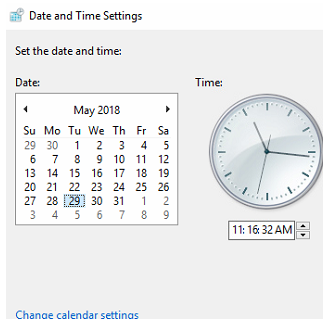 Date and Time Settings
Set the date and time:
Date:
Time:
May 2018
Su Mo Tu We Th Fr Sa
29 30 1 2 3 4 5
6 7 8 9 10 11 12
13 14 15 16 17 18 19
20 21 22 23 24 25 26
27 28 29 30 31 1 2
3 4 5 6 7 8 9
11:16:32 AM
Change calendar settings